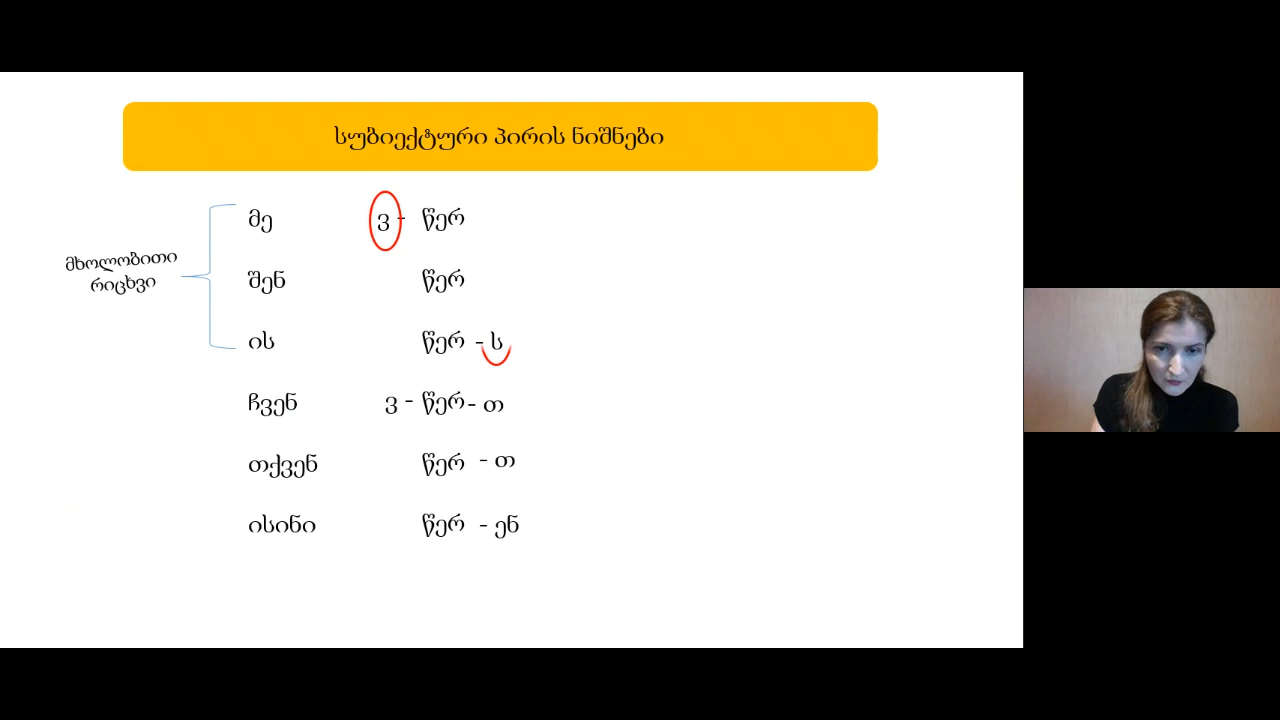 სუბიექტური პირის ნიშნები
მხოლობითი
რიცხვი
მე ვ - წერ
შენ წერ
ის წერ - ს
ჩვენ ვ - წერ - თ
თქვენ წერ - თ
ისინი წერ - ენ